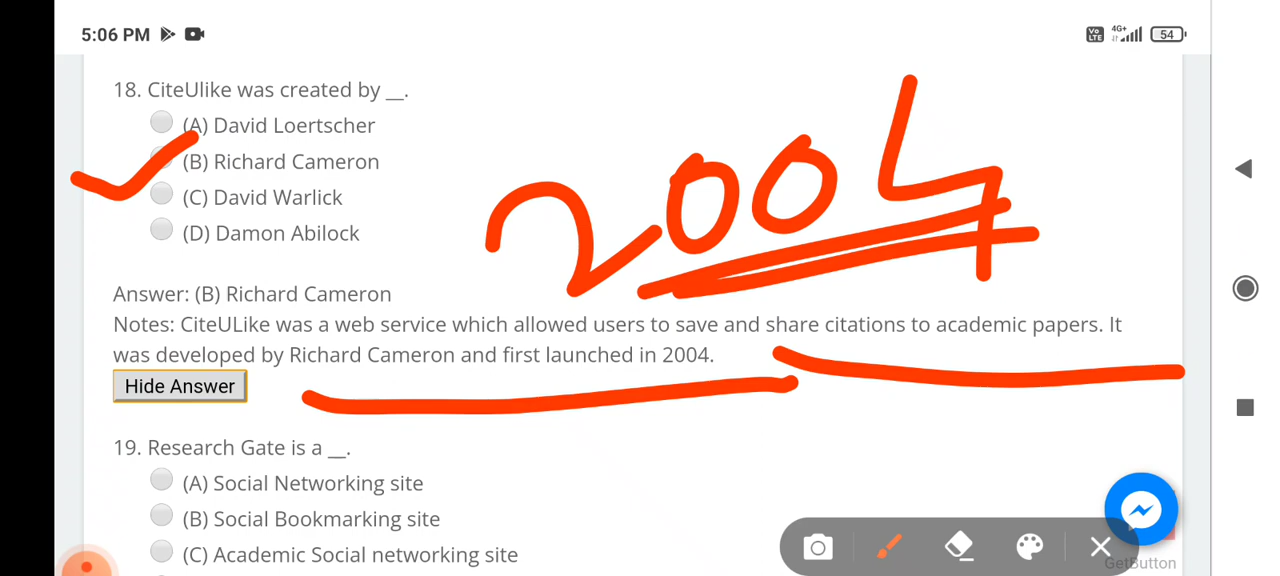 5:06 PM Vo LTE 4G+ 54
18. CiteUlike was created by __.
(A) David Loertscher
(B) Richard Cameron
(C) David Warlick
(D) Damon Abilock
2004
Answer: (B) Richard Cameron
Notes: CiteULike was a web service which allowed users to save and share citations to academic papers. It
was developed by Richard Cameron and first launched in 2004.
Hide Answer
19. Research Gate is a __.
(A) Social Networking site
(B) Social Bookmarking site
(C) Academic Social networking site
GetButton